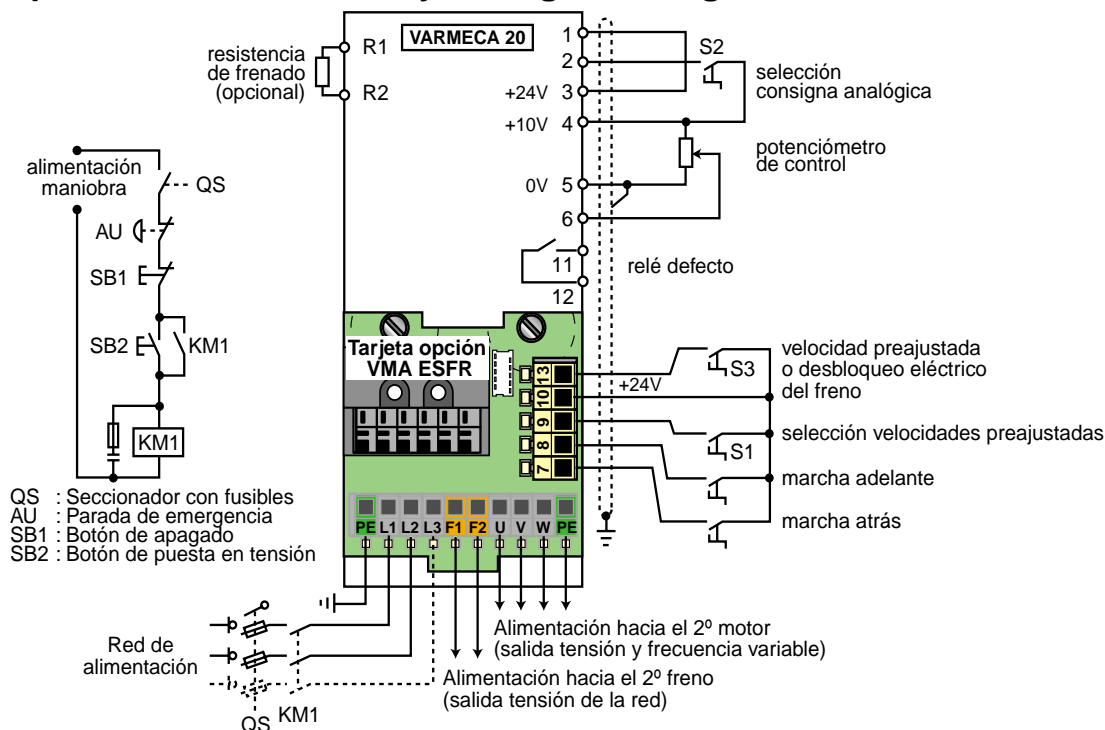 VARMECA 20
R1
R2
resistencia
de frenado
(opcional)
1
2
+24V 3
+10V 4
0V 5
6
11
12
S2
selección
consigna analógica
potenciómetro
de control
relé defecto
alimentación
maniobra
QS
AU
SB1
SB2
KM1
KM1
QS : Seccionador con fusibles
AU : Parada de emergencia
SB1 : Botón de apagado
SB2 : Botón de puesta en tensión
Tarjeta opción
VMA ESFR
13
10
9
8
7
+24V
S3
velocidad preajustada
o desbloqueo eléctrico
del freno
S1
selección velocidades preajustadas
marcha adelante
marcha atrás
PE L1 L2 L3 F1 F2 U V W PE
Alimentación hacia el 2º motor
(salida tensión y frecuencia variable)
Alimentación hacia el 2º freno
(salida tensión de la red)
Red de
alimentación
QS
KM1